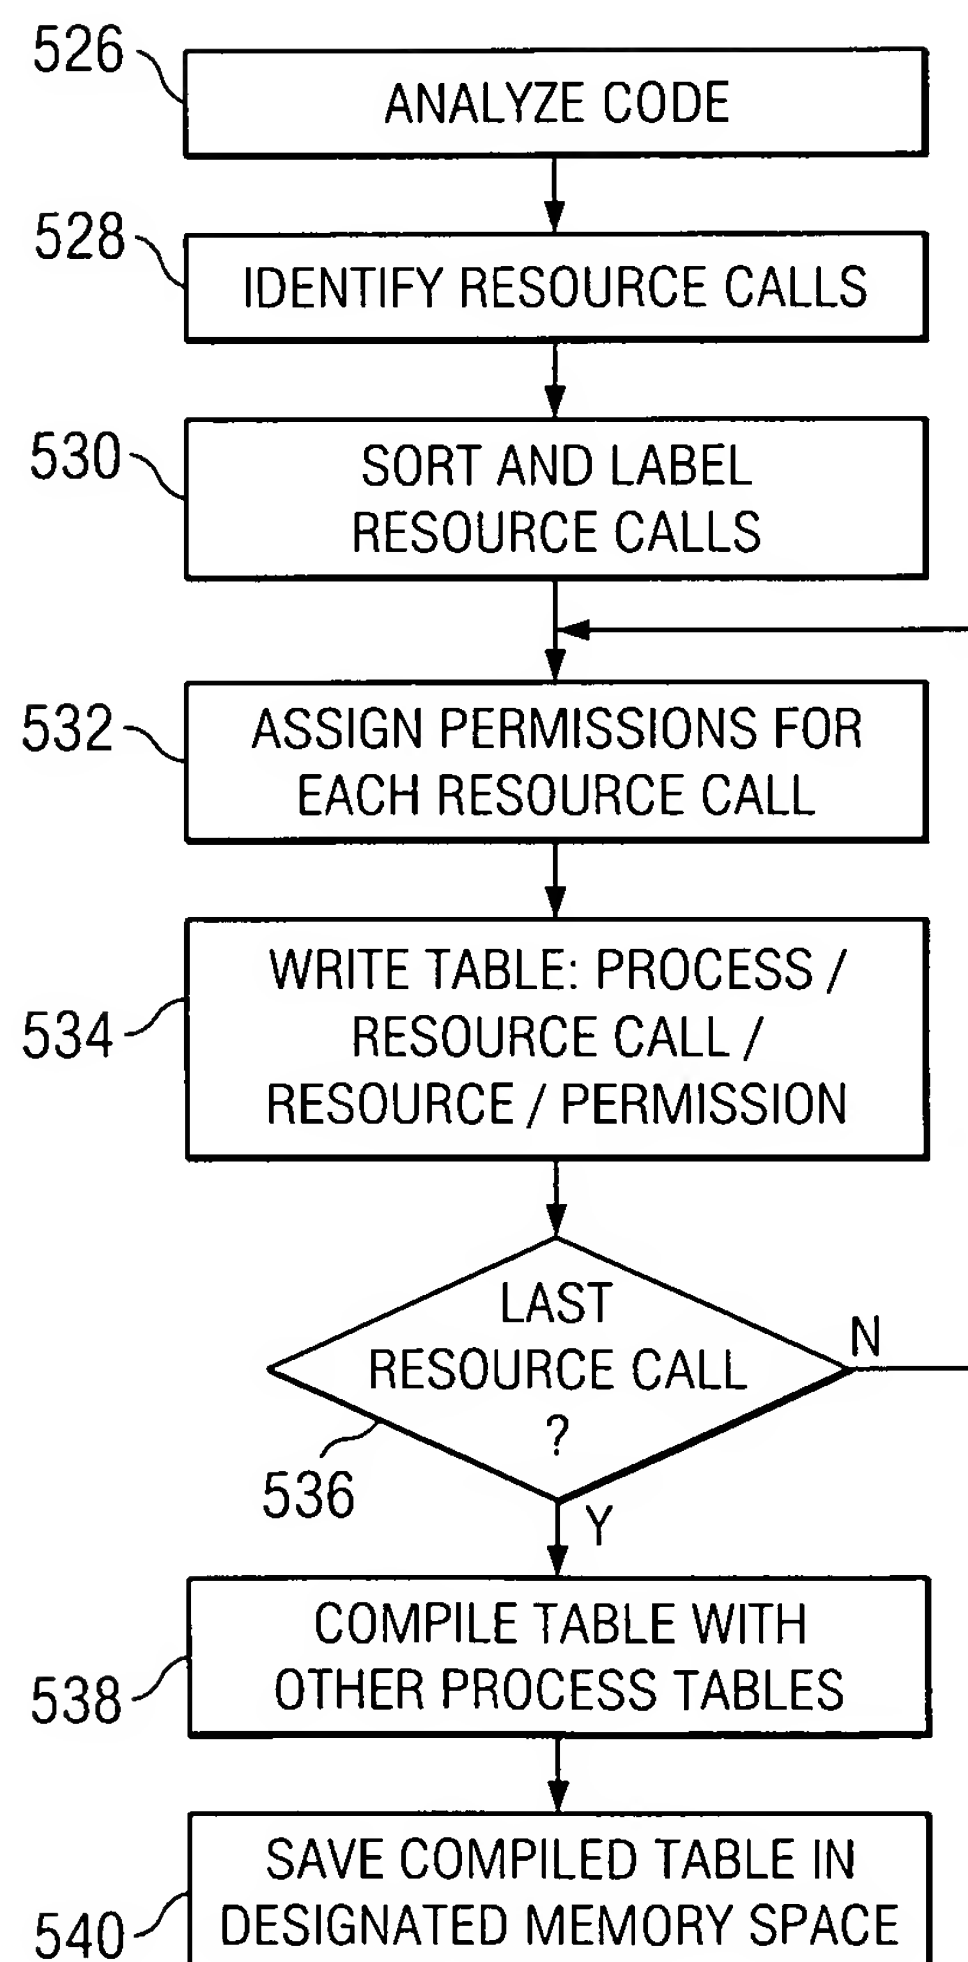 526
ANALYZE CODE
528
IDENTIFY RESOURCE CALLS
530
SORT AND LABEL
RESOURCE CALLS
532
ASSIGN PERMISSIONS FOR
EACH RESOURCE CALL
534
WRITE TABLE: PROCESS /
RESOURCE CALL /
RESOURCE / PERMISSION
LAST
RESOURCE CALL
?
N
536
Y
538
COMPILE TABLE WITH
OTHER PROCESS TABLES
540
SAVE COMPILED TABLE IN
DESIGNATED MEMORY SPACE